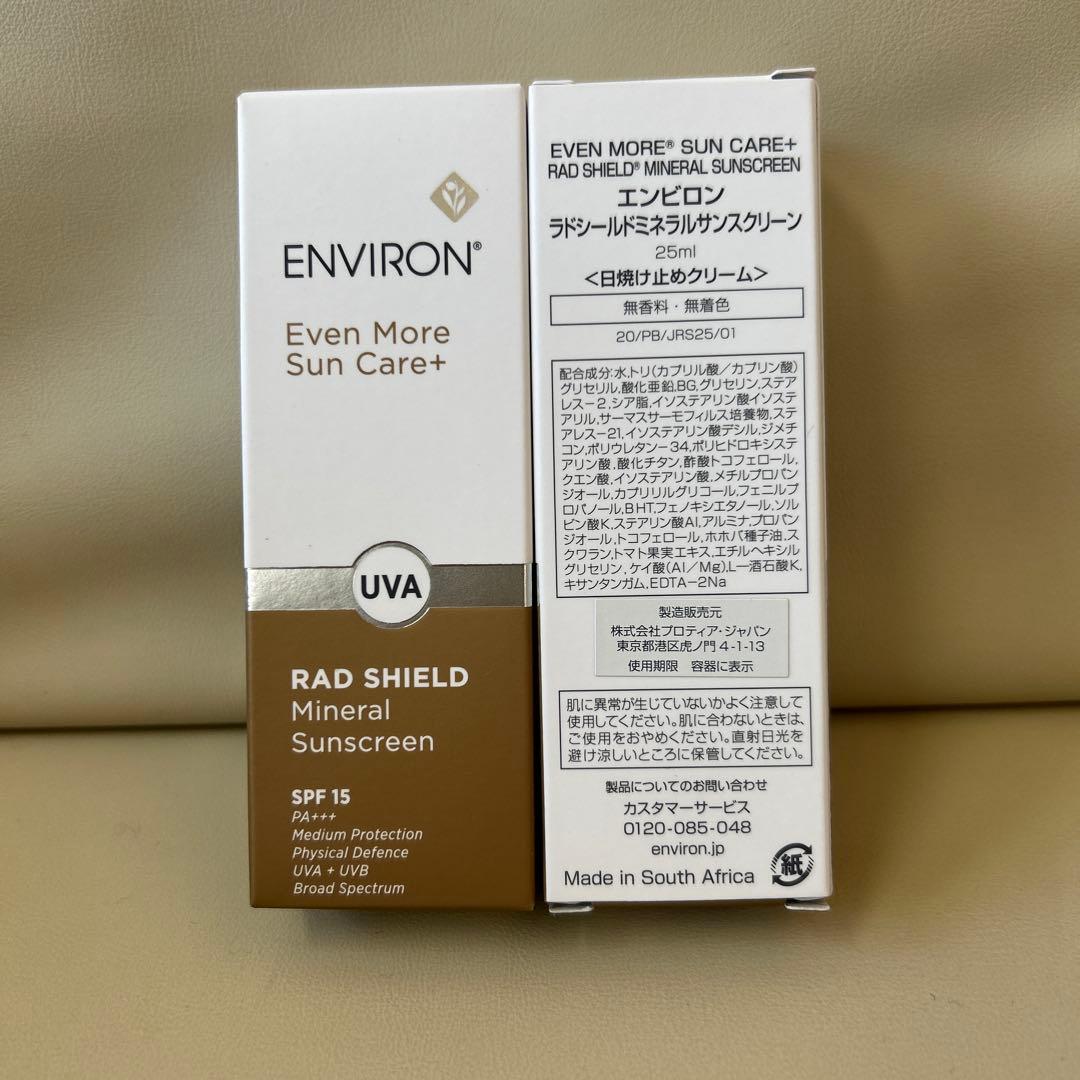 ENVIRON®
Even More
Sun Care+
UVA
RAD SHIELD
Mineral
Sunscreen
SPF 15
PA+++
Medium Protection
Physical Defence
UVA + UVB
Broad Spectrum
EVEN MORE® SUN CARE+
RAD SHIELD® MINERAL SUNSCREEN
エンビロン
ラドシールドミネラルサンスクリーン
25ml
<日焼け止めクリーム>
無香料・無着色
20/PB/JRS25/01
配合成分:水,トリ(カプリル酸/カプリン酸)
グリセリル,酸化亜鉛,BG,グリセリン,ステア
レス-2,シア脂,イソステアリン酸イソステ
アリル,サーマスサーモフィルス培養物,ステ
アレス-21,イソステアリン酸デシル,ジメチ
コン,ポリウレタン-34,ポリヒドロキシステ
アリン酸,酸化チタン,酢酸トコフェロール,
クエン酸,イソステアリン酸,メチルプロパン
ジオール,カプリリルグリコール,フェニルプ
ロパノール,BHT,フェノキシエタノール,ソル
ビン酸K,ステアリン酸Al,アルミナ,プロパン
ジオール,トコフェロール,ホホバ種子油,ス
クワラン,トマト果実エキス,エチルヘキシル
グリセリン,ケイ酸(Al/Mg),L-酒石酸K,
キサンタンガム,EDTA-2Na
製造販売元
株式会社プロティア・ジャパン
東京都港区虎ノ門 4-1-13
使用期限 容器に表示
肌に異常が生じていないかよく注意して
使用してください。肌に合わないときは、
ご使用をおやめください。直射日光を
避け涼しいところに保管してください。
製品についてのお問い合わせ
カスタマーサービス
0120-085-048
environ.jp
Made in South Africa
紙